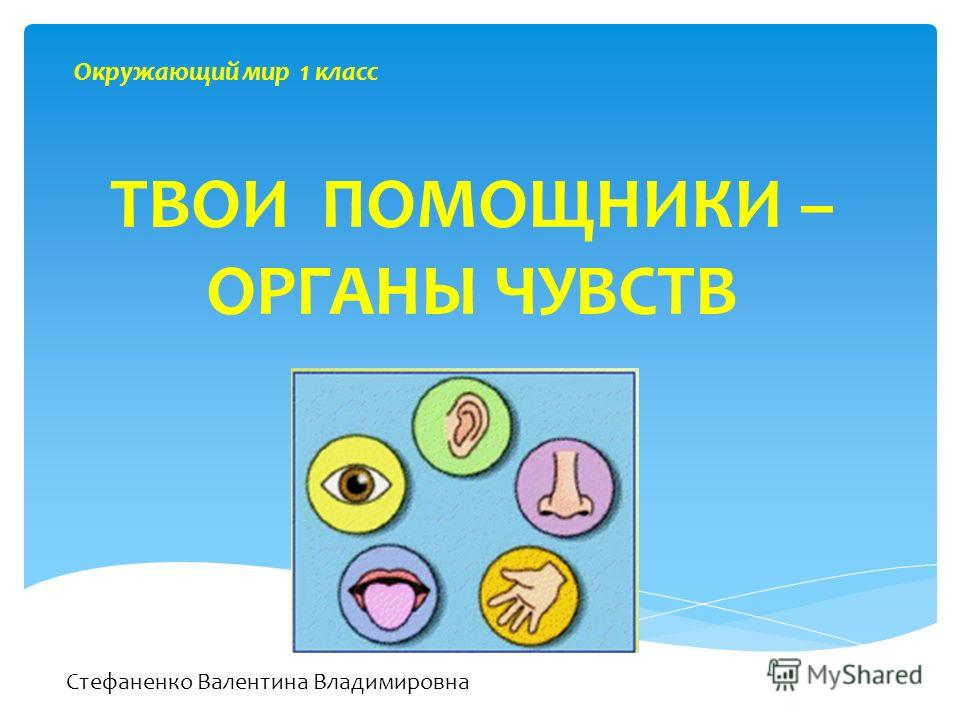 Окружающий мир 1 класс
ТВОИ ПОМОЩНИКИ –
ОРГАНЫ ЧУВСТВ
Стефаненко Валентина Владимировна
MyShared